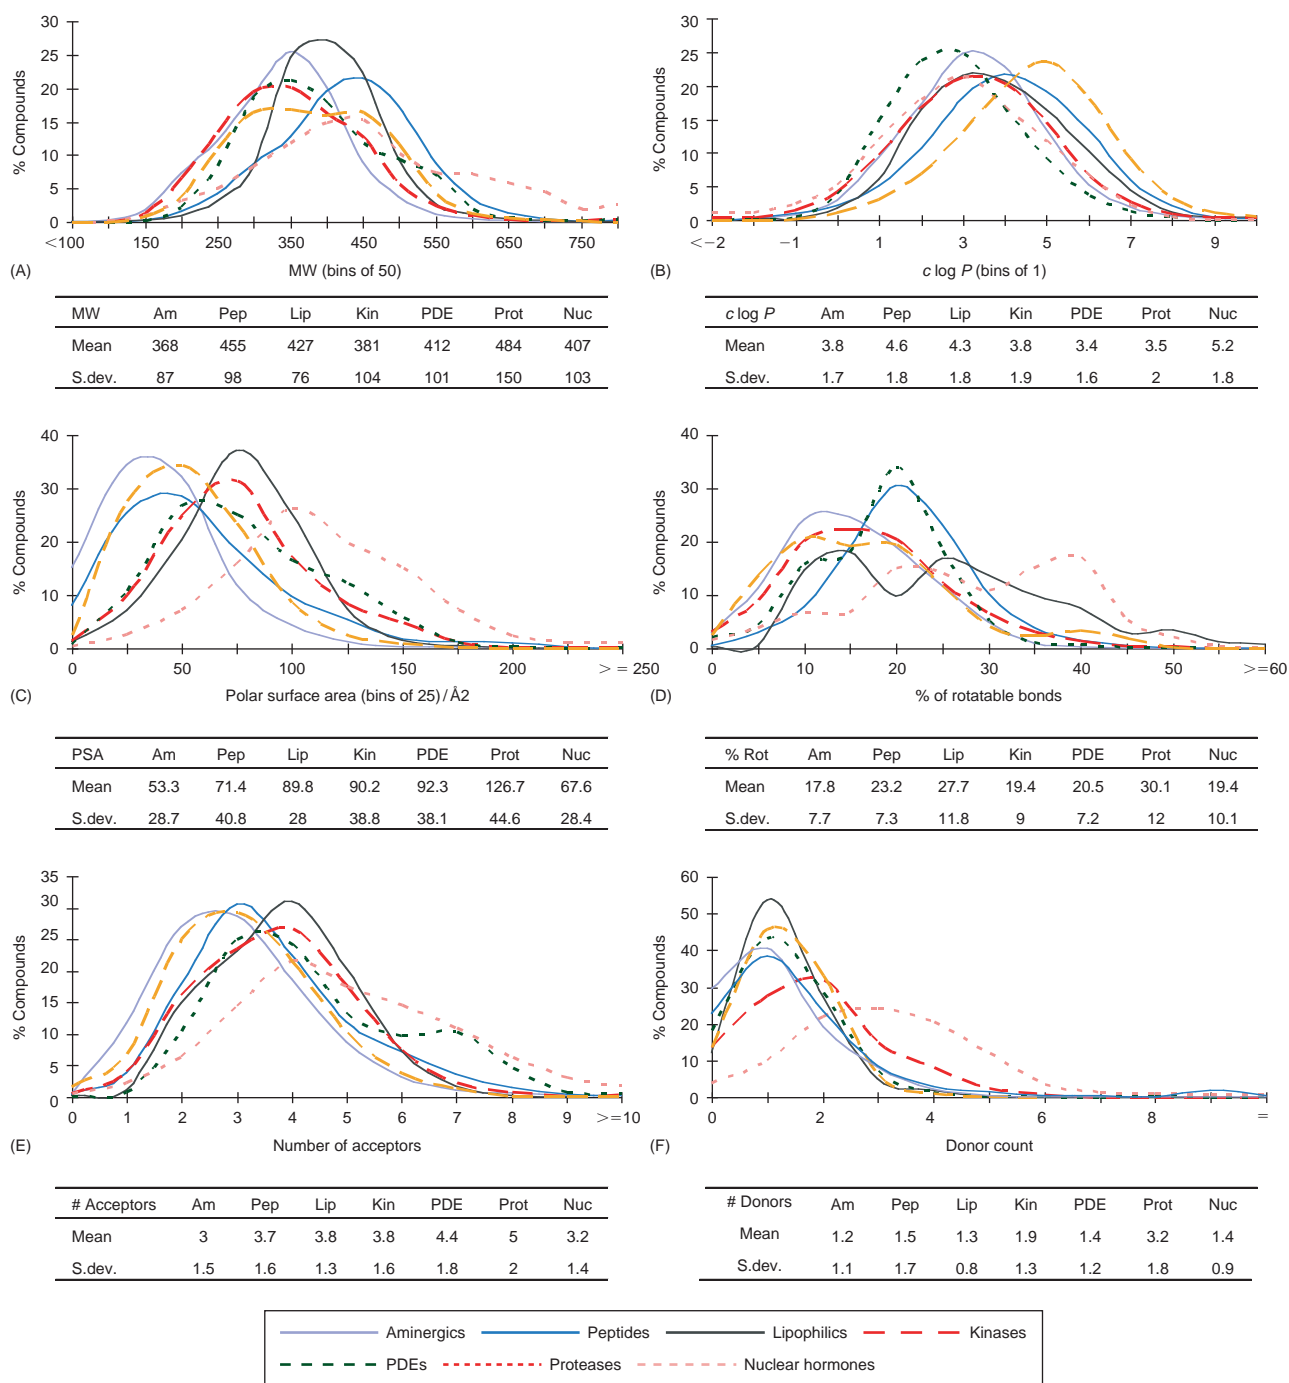 30
25
20
15
10
5
0
% Compounds
<100 150 250 350 450 550 650 750
MW (bins of 50)
(A)
30
25
20
15
10
5
0
% Compounds
<−2 −1 1 3 5 7 9
c log P (bins of 1)
(B)
MW Am Pep Lip Kin PDE Prot Nuc
Mean 368 455 427 381 412 484 407
S.dev. 87 98 76 104 101 150 103
c log P Am Pep Lip Kin PDE Prot Nuc
Mean 3.8 4.6 4.3 3.8 3.4 3.5 5.2
S.dev. 1.7 1.8 1.8 1.9 1.6 2 1.8
40
30
20
10
0
% Compounds
0 50 100 150 200 >=250
Polar surface area (bins of 25)/Å2
(C)
40
30
20
10
0
% Compounds
0 10 20 30 40 50 >=60
% of rotatable bonds
(D)
PSA Am Pep Lip Kin PDE Prot Nuc
Mean 53.3 71.4 89.8 90.2 92.3 126.7 67.6
S.dev. 28.7 40.8 28 38.8 38.1 44.6 28.4
% Rot Am Pep Lip Kin PDE Prot Nuc
Mean 17.8 23.2 27.7 19.4 20.5 30.1 19.4
S.dev. 7.7 7.3 11.8 9 7.2 12 10.1
35
30
25
20
15
10
5
0
% Compounds
0 1 2 3 4 5 6 7 8 9 >=10
Number of acceptors
(E)
60
50
40
30
20
10
0
% Compounds
0 2 4 6 8 =
Donor count
(F)
# Acceptors Am Pep Lip Kin PDE Prot Nuc
Mean 3 3.7 3.8 3.8 4.4 5 3.2
S.dev. 1.5 1.6 1.3 1.6 1.8 2 1.4
# Donors Am Pep Lip Kin PDE Prot Nuc
Mean 1.2 1.5 1.3 1.9 1.4 3.2 1.4
S.dev. 1.1 1.7 0.8 1.3 1.2 1.8 0.9
Aminergics Peptides Lipophilics Kinases
PDEs Proteases Nuclear hormones